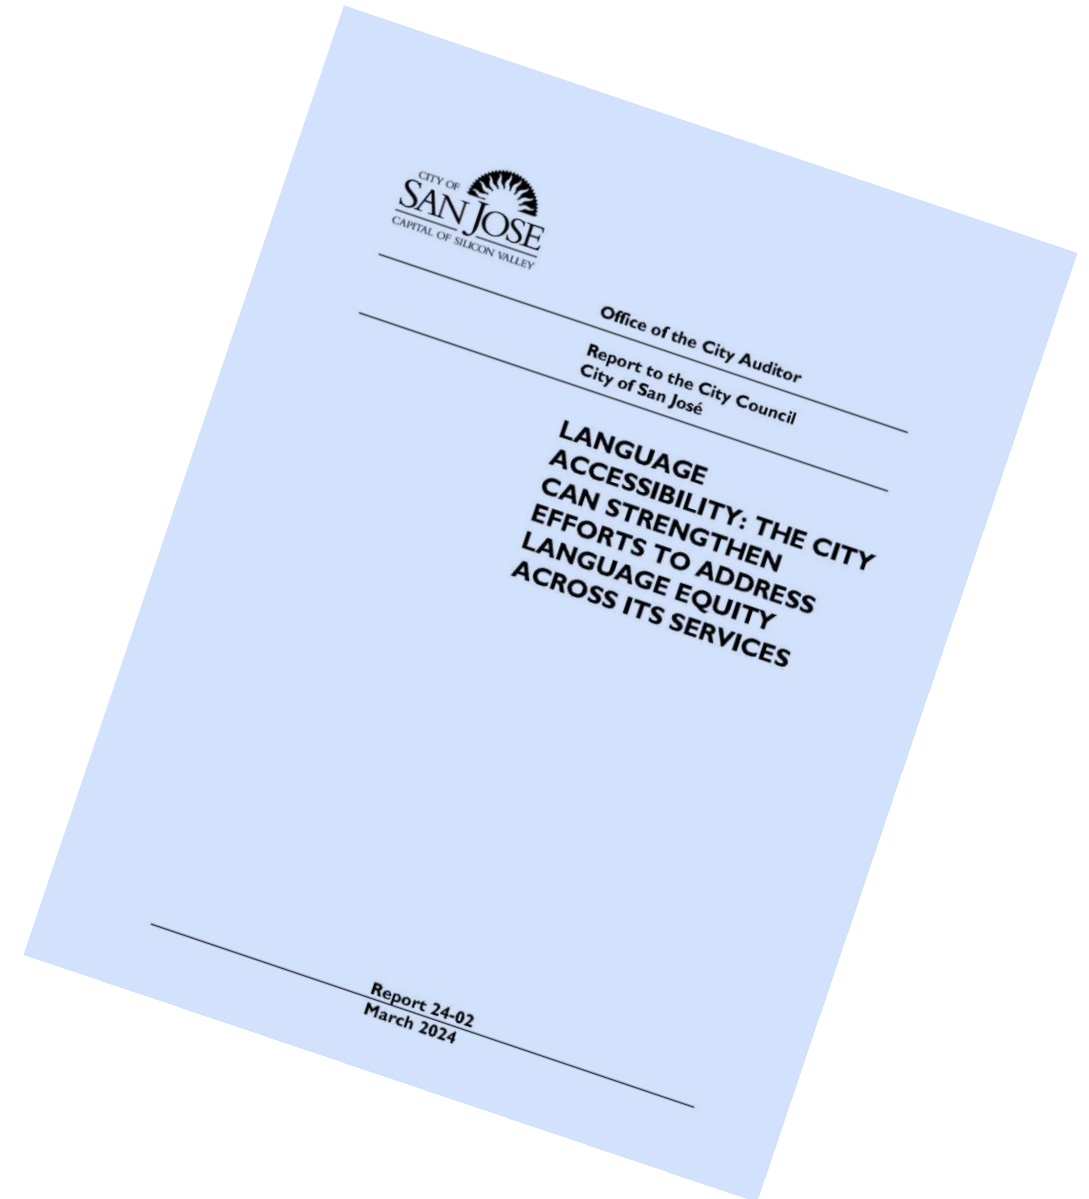 CITY OF
SAN JOSE
CAPITAL OF SILICON VALLEY
Office of the City Auditor
Report to the City Council
City of San José
LANGUAGE
ACCESSIBILITY: THE CITY
CAN STRENGTHEN
EFFORTS TO ADDRESS
LANGUAGE EQUITY
ACROSS ITS SERVICES
Report 24-02
March 2024